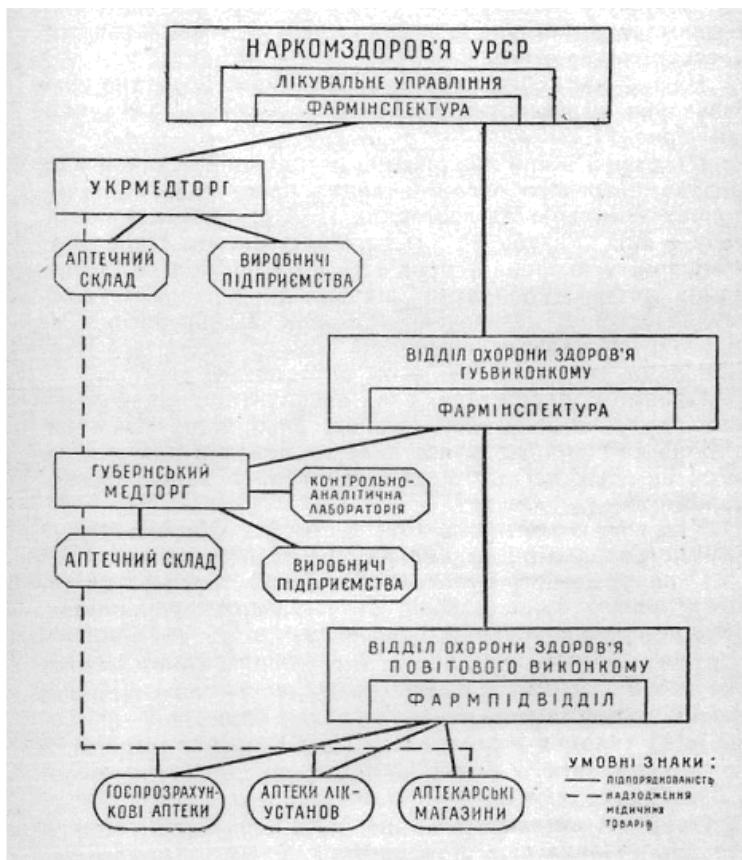 НАРКОМЗДОРОВ'Я УРСР
ЛІКУВАЛЬНЕ УПРАВЛІННЯ
ФАРМІНСПЕКТУРА
УКРМЕДТОРГ
АПТЕЧНИЙ
СКЛАД
ВИРОБНИЧІ
ПІДПРИЄМСТВА
ВІДДІЛ ОХОРОНИ ЗДОРОВ'Я
ГУБВИКОНКОМУ
ФАРМІНСПЕКТУРА
ГУБЕРНСЬКИЙ
МЕДТОРГ
КОНТРОЛЬНО-
АНАЛІТИЧНА
ЛАБОРАТОРІЯ
АПТЕЧНИЙ СКЛАД
ВИРОБНИЧІ
ПІДПРИЄМСТВА
ВІДДІЛ ОХОРОНИ ЗДОРОВ'Я
ПОВІТОВОГО ВИКОНКОМУ
ФАРМПІДВІДДІЛ
ГОСПРОЗРАХУН-
КОВІ АПТЕКИ
АПТЕКИ ЛІК-
УСТАНОВ
АПТЕКАРСЬКІ
МАГАЗИНИ
УМОВНІ ЗНАКИ:
ПІДПОРЯДКОВАНІСТЬ
НАДХОДЖЕННЯ
МЕДИЧНИХ
ТОВАРІВ